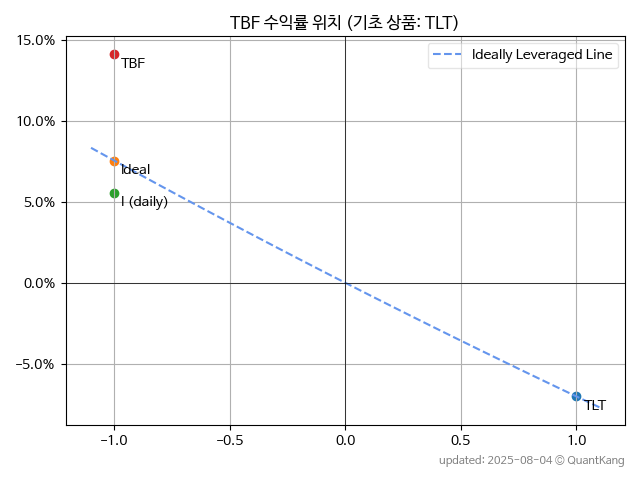 TBF 수익률 위치 (기초 상품: TLT)
15.0%
10.0%
5.0%
0.0%
−5.0%
Ideally Leveraged Line
TBF
Ideal
I (daily)
TLT
−1.0 −0.5 0.0 0.5 1.0
updated: 2025-08-04 © QuantKang